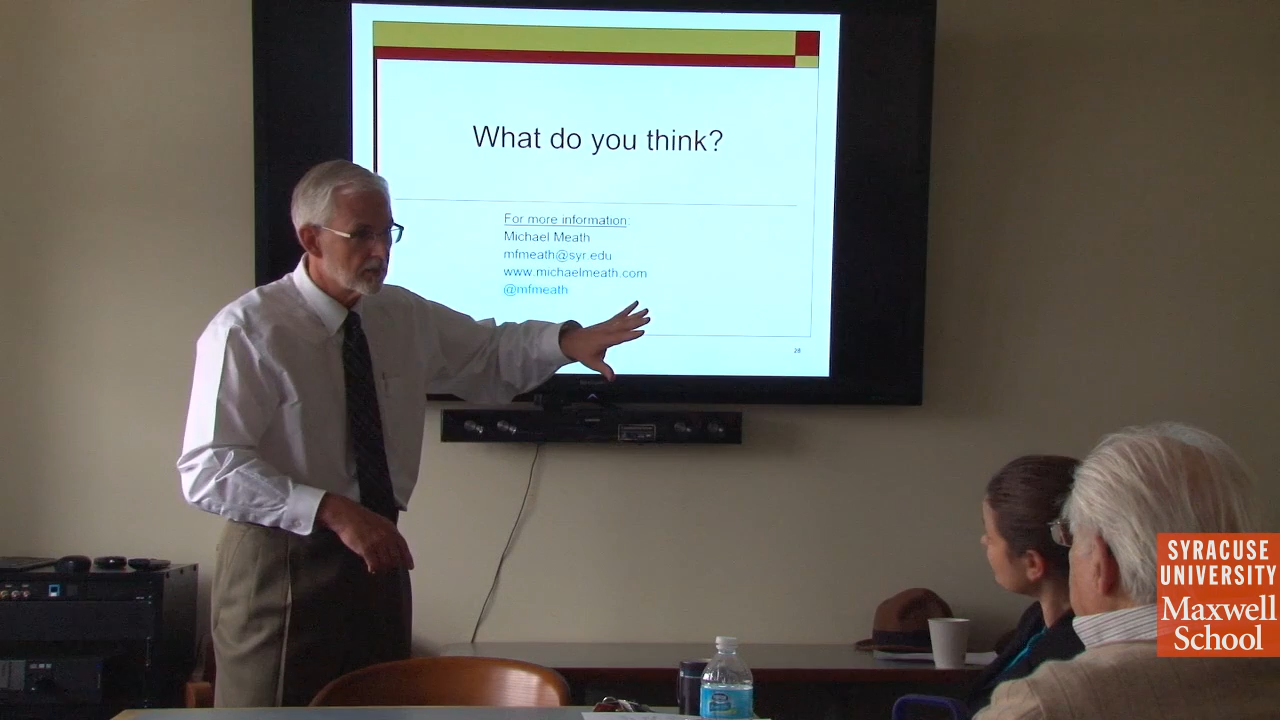 What do you think?
For more information:
Michael Meath
mfmeath@syr.edu
www.michaelmeath.com
@mfmeath
28
SYRACUSE
UNIVERSITY
Maxwell
School